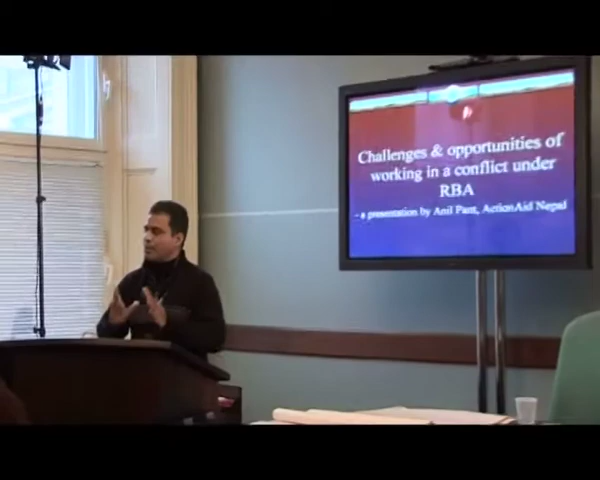 Challenges & opportunities of
working in a conflict under
RBA
- a presentation by Anil Pant, ActionAid Nepal